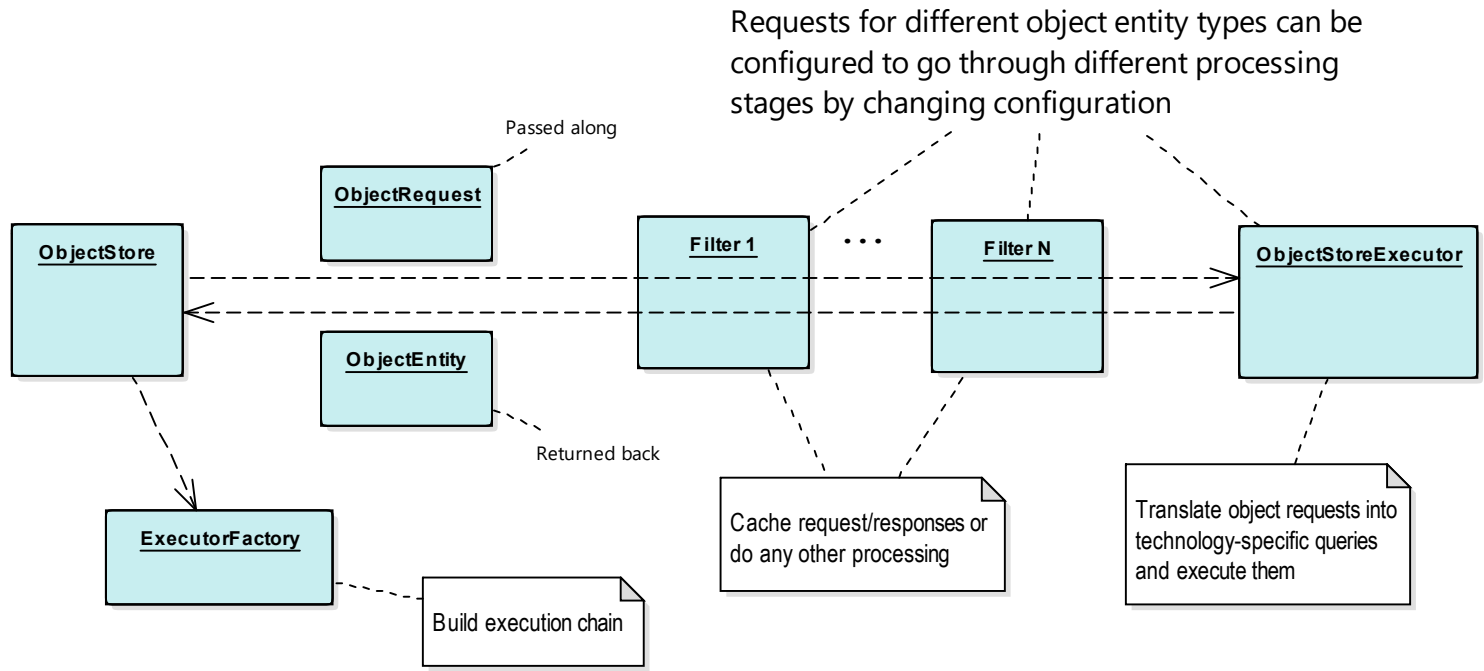 Requests for different object entity types can be
configured to go through different processing
stages by changing configuration
Passed along
ObjectRequest
ObjectStore
Filter 1
...
Filter N
ObjectStoreExecutor
ObjectEntity
Returned back
ExecutorFactory
Build execution chain
Cache request/responses or
do any other processing
Translate object requests into
technology-specific queries
and execute them